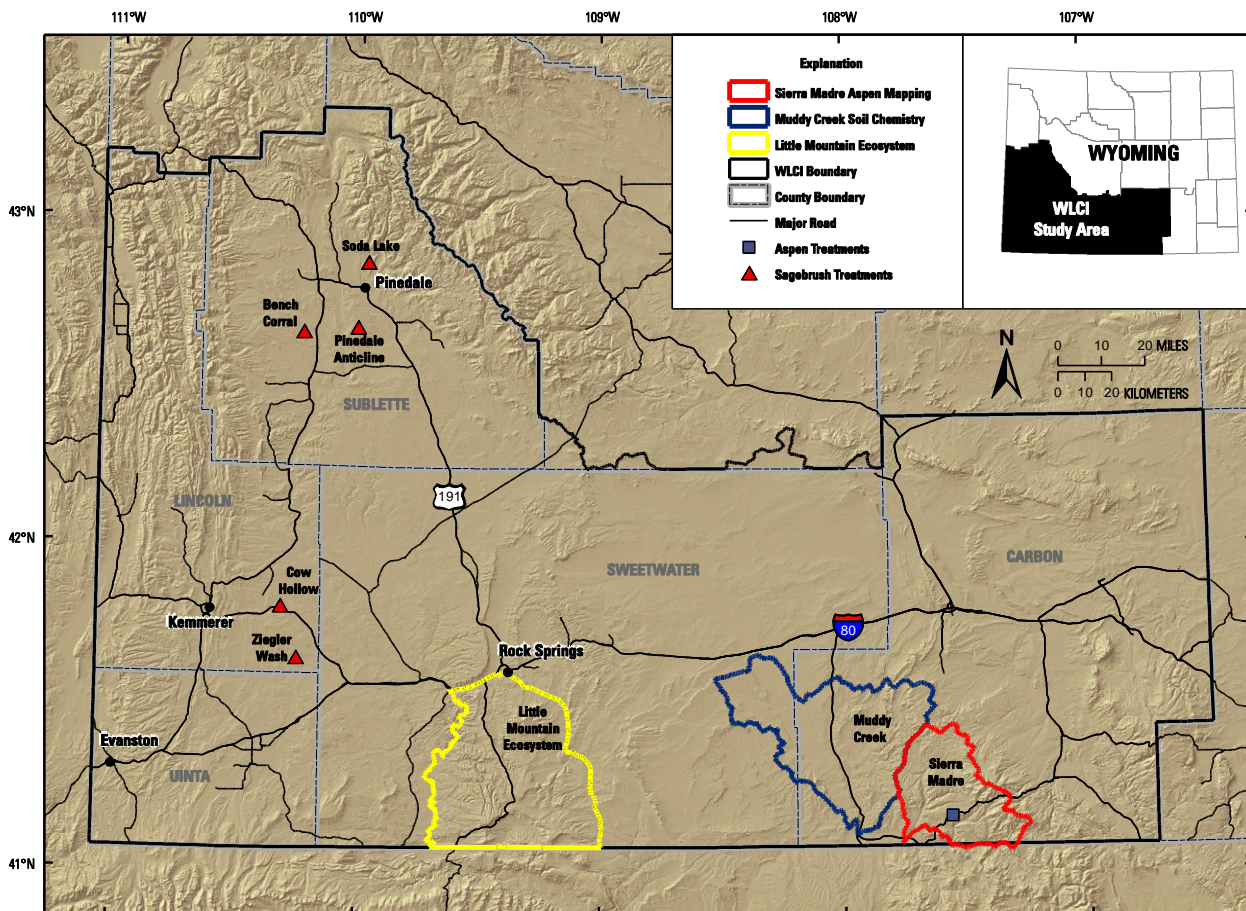 111°W 110°W 109°W 108°W 107°W
Explanation
Sierra Madre Aspen Mapping
Muddy Creek Soil Chemistry
Little Mountain Ecosystem
WLCI Boundary
County Boundary
Major Road
Aspen Treatments
Sagebrush Treatments
WYOMING
WLCI
Study Area
43°N
Soda Lake
Pinedale
Bench
Corral
Pinedale
Anticline
N
0 10 20 MILES
0 10 20 KILOMETERS
SUBLETTE
191
LINCOLN
42°N
SWEETWATER
CARBON
Cow
Hollow
Kemmerer
80
Ziegler
Wash
Rock Springs
Little
Mountain
Ecosystem
Muddy
Creek
Evanston
Sierra
Madre
UINTA
41°N